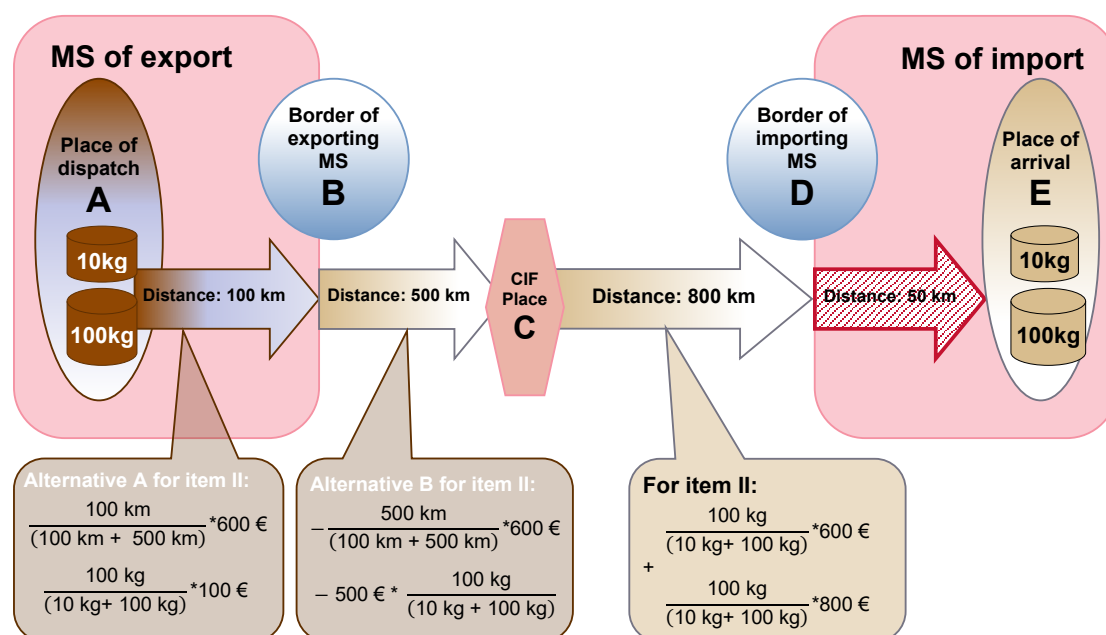 MS of export
MS of import
Place of
dispatch
A
10kg
100kg
Border of
exporting
MS
B
Border of
importing
MS
D
Place of
arrival
E
10kg
100kg
Distance: 100 km
Distance: 500 km
CIF
Place
C
Distance: 800 km
Distance: 50 km
Alternative A for item II:
100 km
(100 km + 500 km)
*600 €
100 kg
(10 kg+ 100 kg)
*100 €
Alternative B for item II:
−
500 km
(100 km + 500 km)
*600 €
− 500 € *
100 kg
(10 kg + 100 kg)
For item II:
100 kg
(10 kg+ 100 kg)
*600 €
+
100 kg
(10 kg+ 100 kg)
*800 €